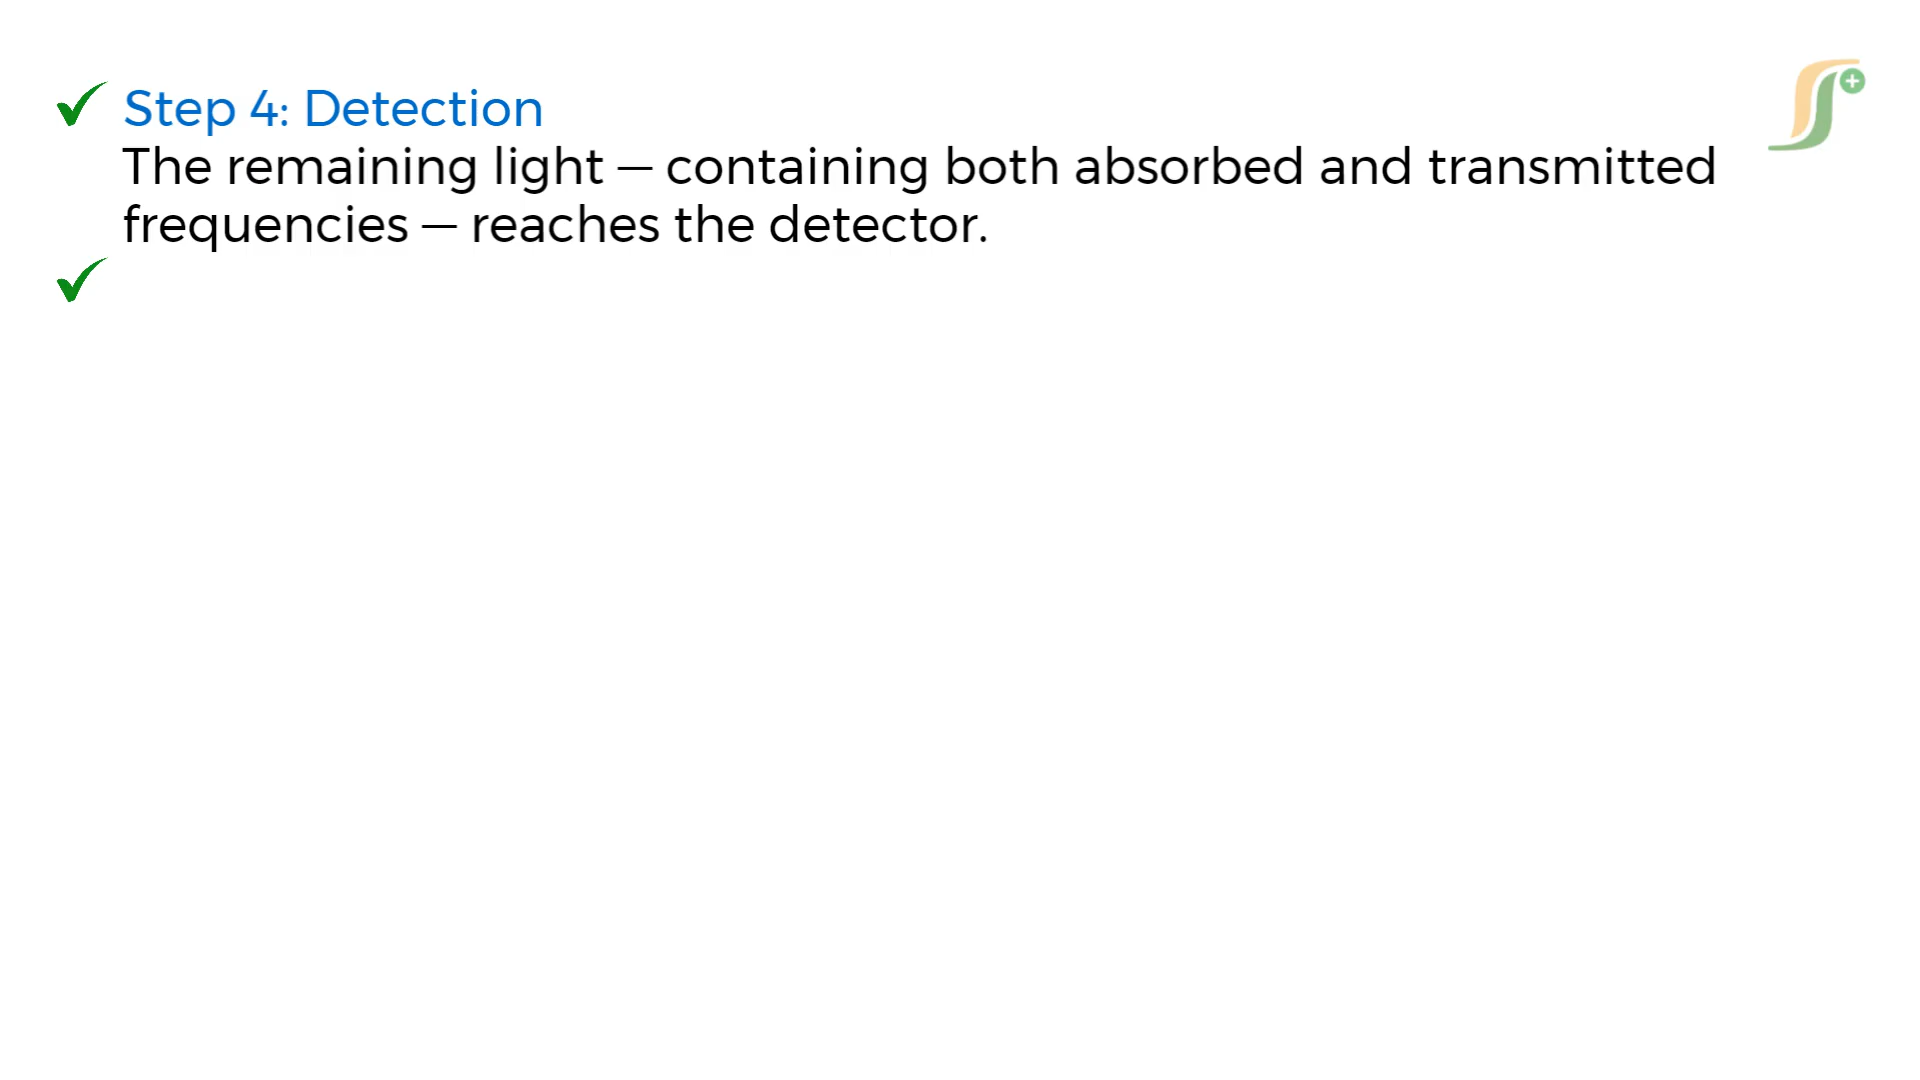 Step 4: Detection
The remaining light — containing both absorbed and transmitted
frequencies — reaches the detector.